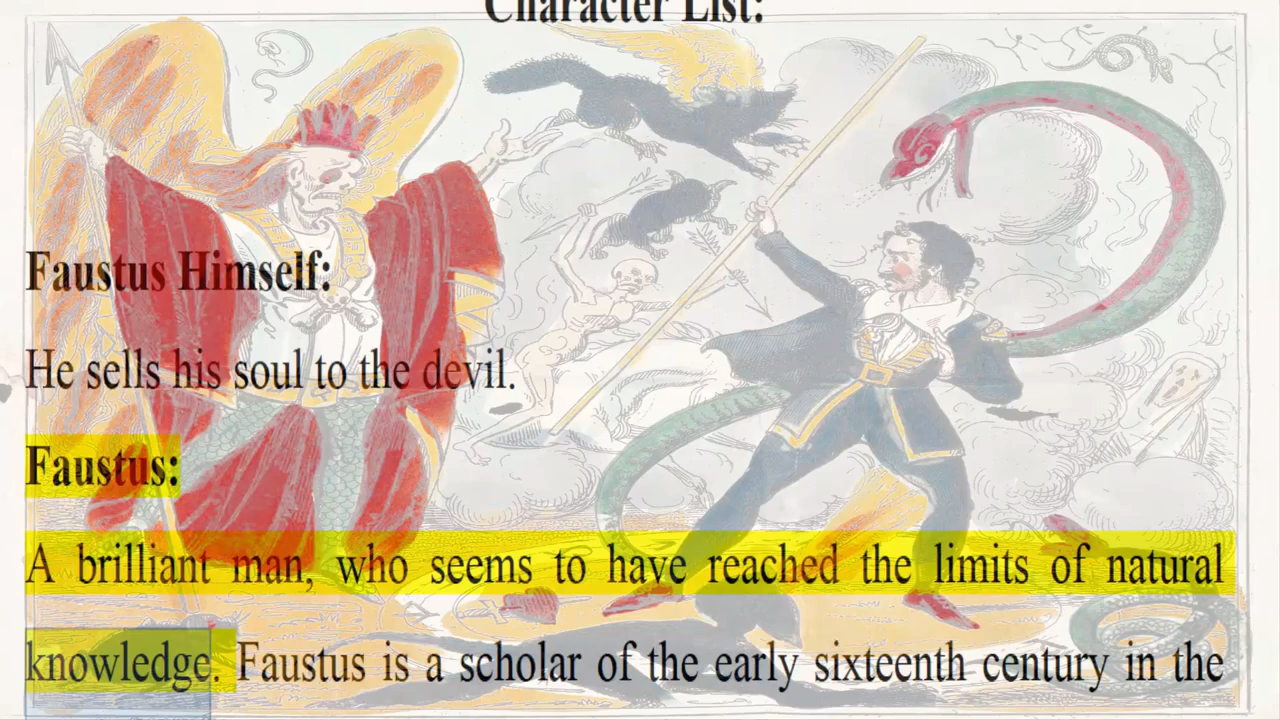 Character List:
Faustus Himself:
He sells his soul to the devil.
Faustus:
A brilliant man, who seems to have reached the limits of natural
knowledge. Faustus is a scholar of the early sixteenth century in the